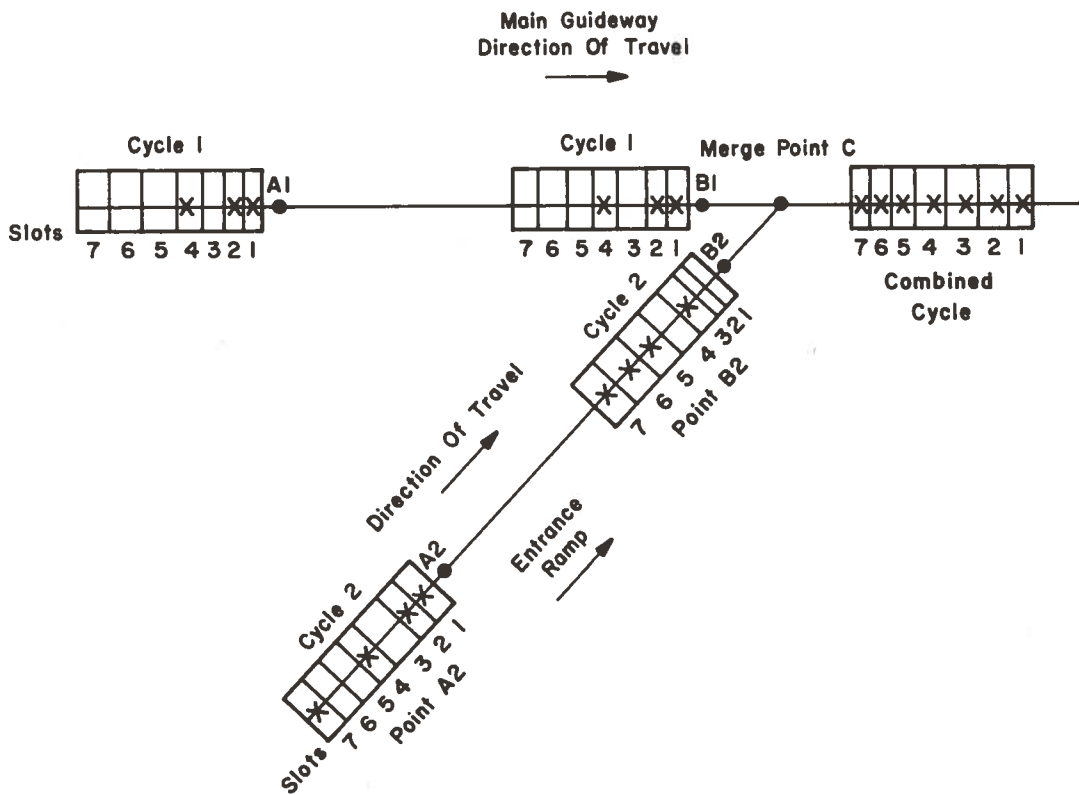 Main Guideway
Direction Of Travel
Cycle 1
Cycle 1
Merge Point C
A1
B1
Slots
7 6 5 4 3 2 1
7 6 5 4 3 2 1
7 6 5 4 3 2 1
B2
Combined
Cycle
Cycle 2
7 6 5 4 3 2 1
Point B2
Direction Of Travel
Entrance
Ramp
A2
Cycle 2
7 6 5 4 3 2 1
Point A2
Slots